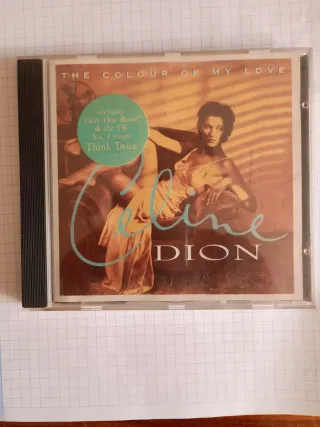 THE COLOUR OF MY LOVE
includes
"Only One Road"
& the UK
No. 1 single
Think Twice
Celine
DION